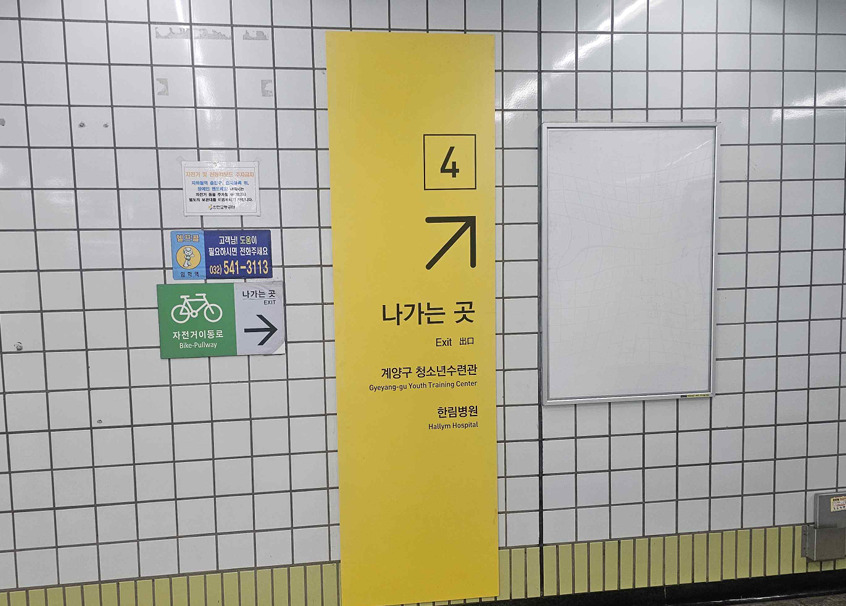 고객님! 도움이
필요하시면 전화주세요
032) 541-3113
자전거이동로
Bike-Pullway
나가는 곳
EXIT
4
나가는 곳
Exit 出口
계양구 청소년수련관
Gyeyang-gu Youth Training Center
한림병원
Hallym Hospital